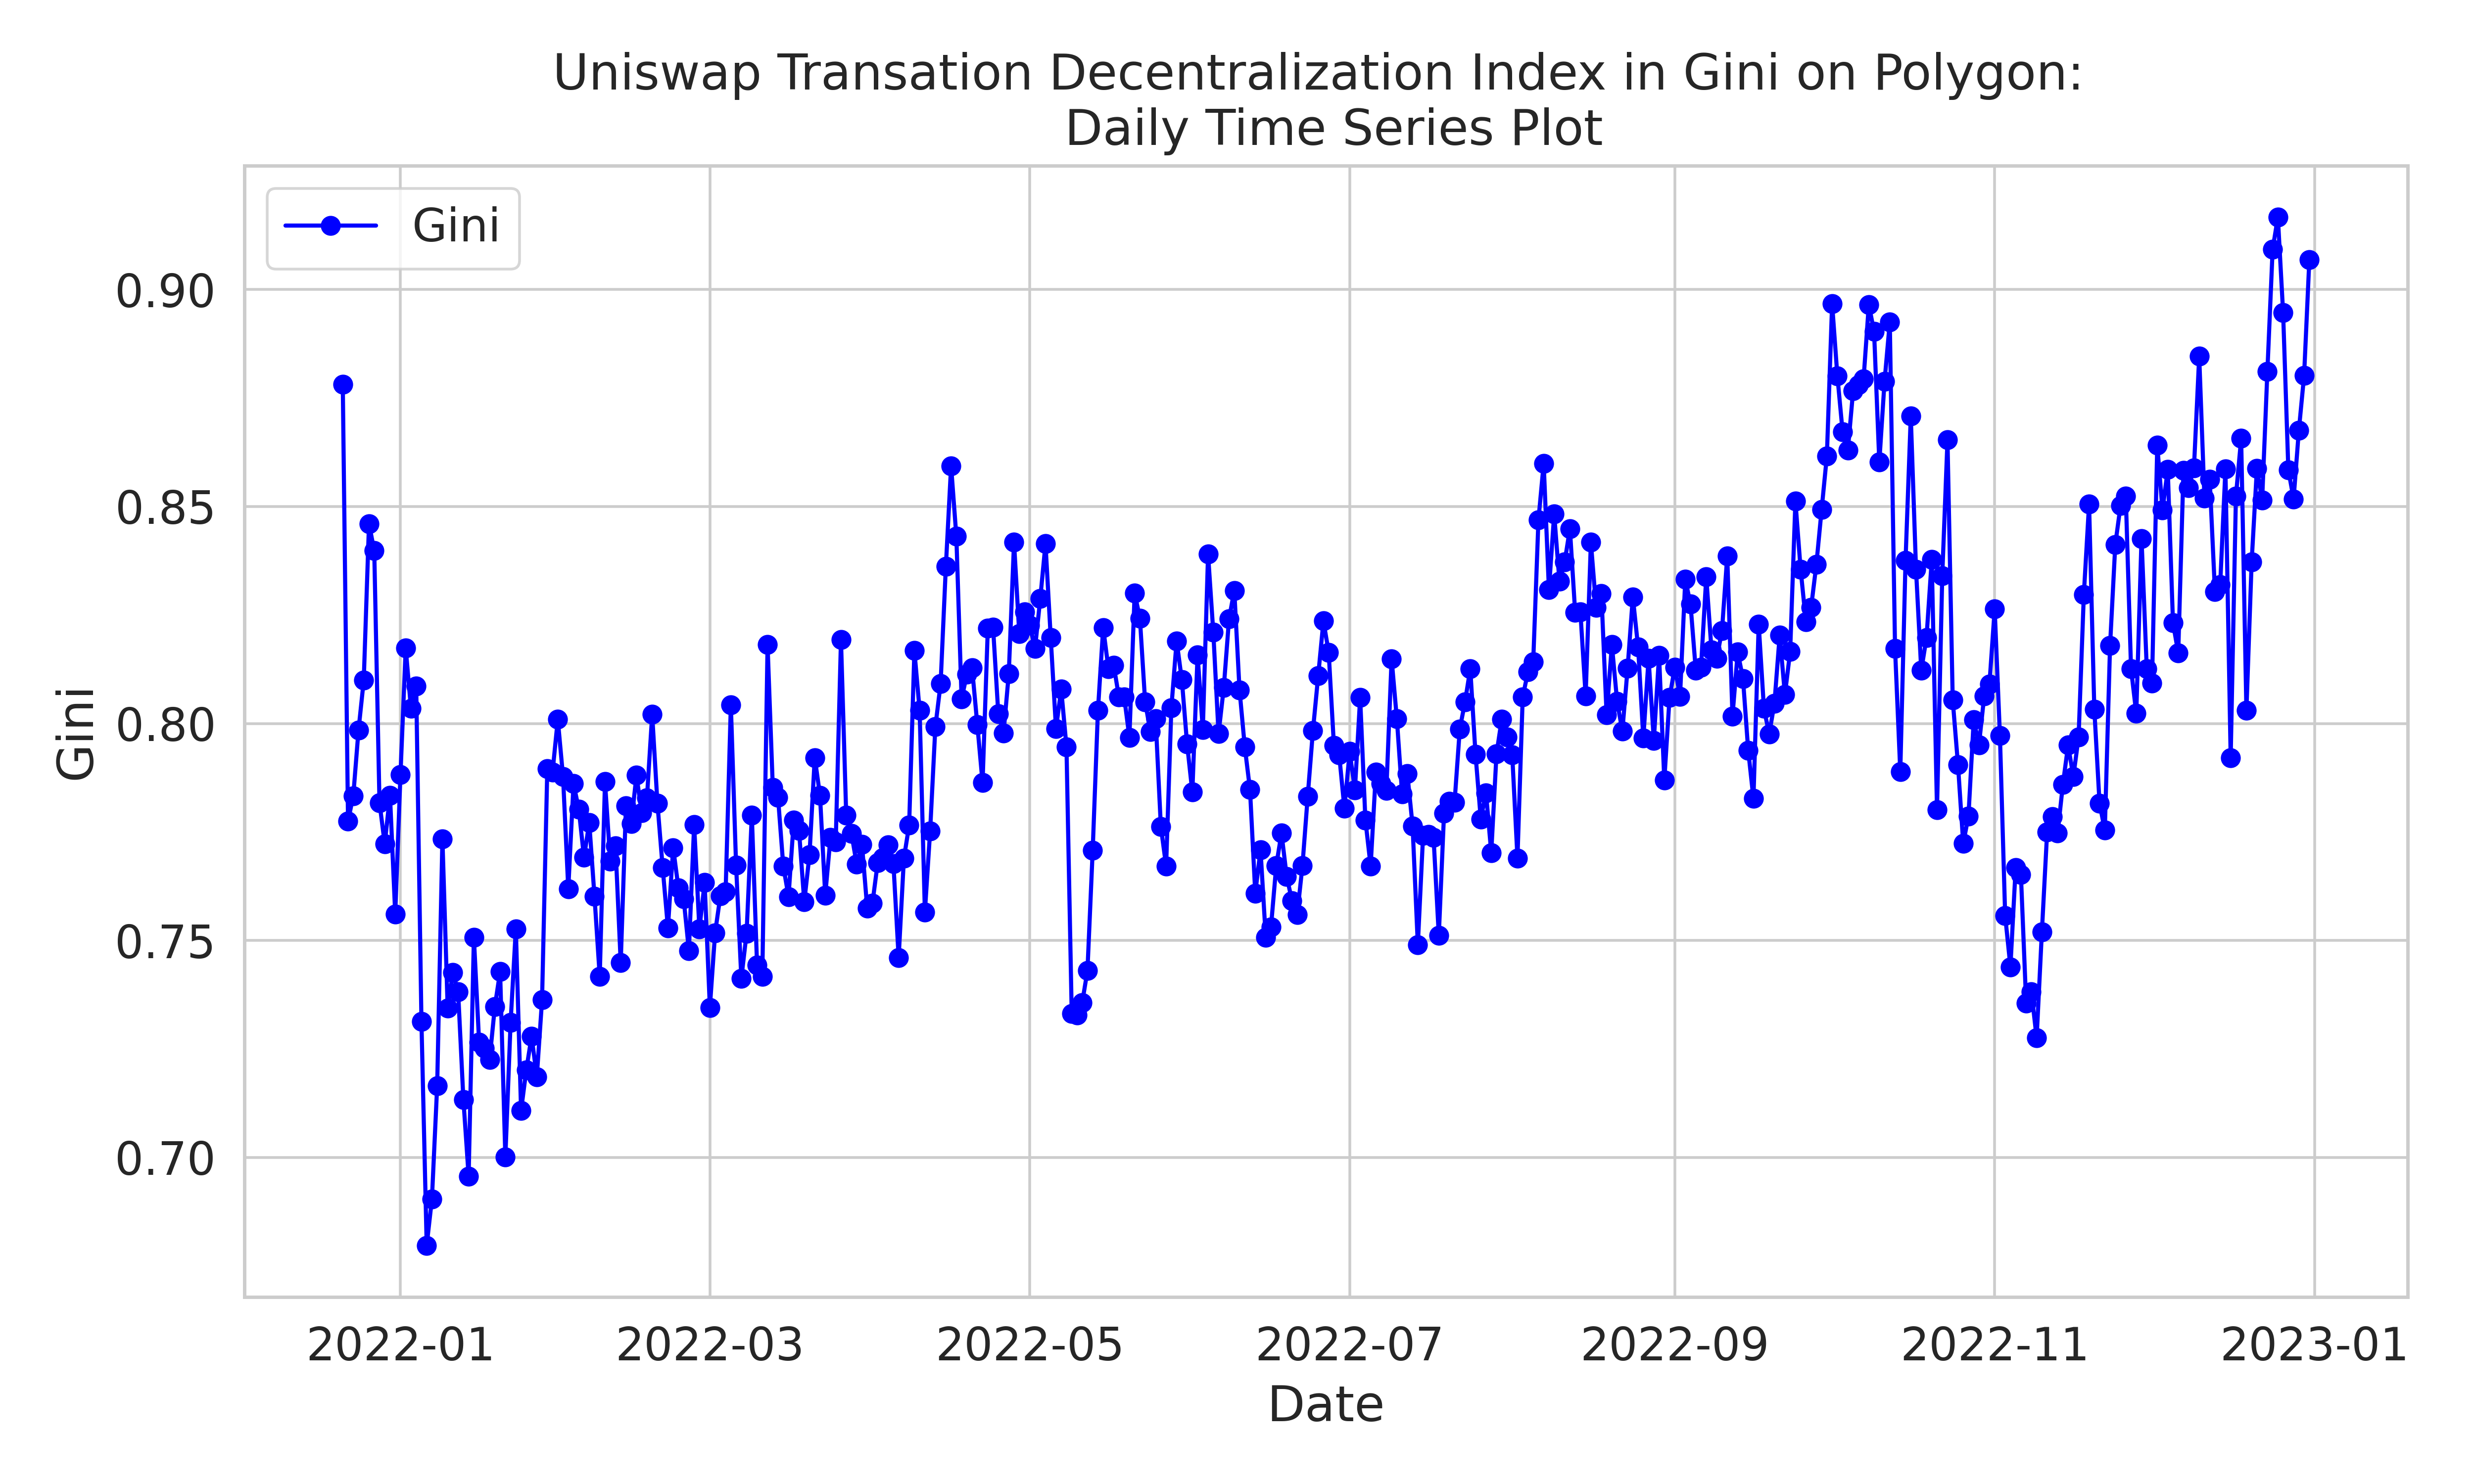 Uniswap Transation Decentralization Index in Gini on Polygon:
Daily Time Series Plot
Gini
0.90
0.85
0.80
0.75
0.70
Gini
2022-01
2022-03
2022-05
2022-07
2022-09
2022-11
2023-01
Date